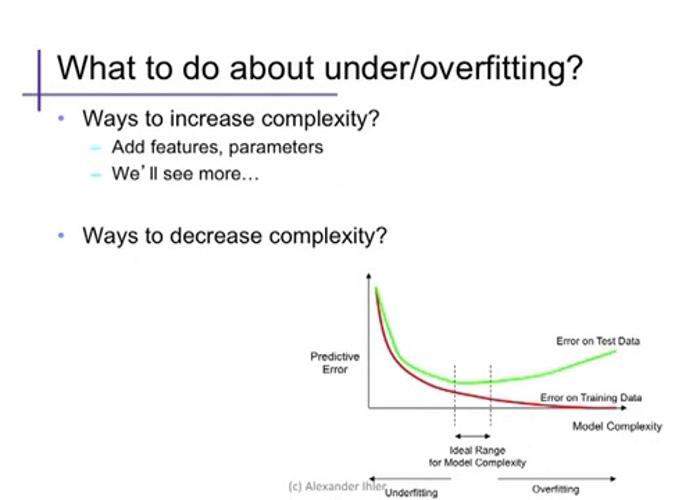 What to do about under/overfitting?
• Ways to increase complexity?
– Add features, parameters
– We'll see more...
• Ways to decrease complexity?
Error on Test Data
Predictive
Error
Error on Training Data
Model Complexity
Ideal Range
for Model Complexity
(c) Alexander Ihler
Underfitting
Overfitting